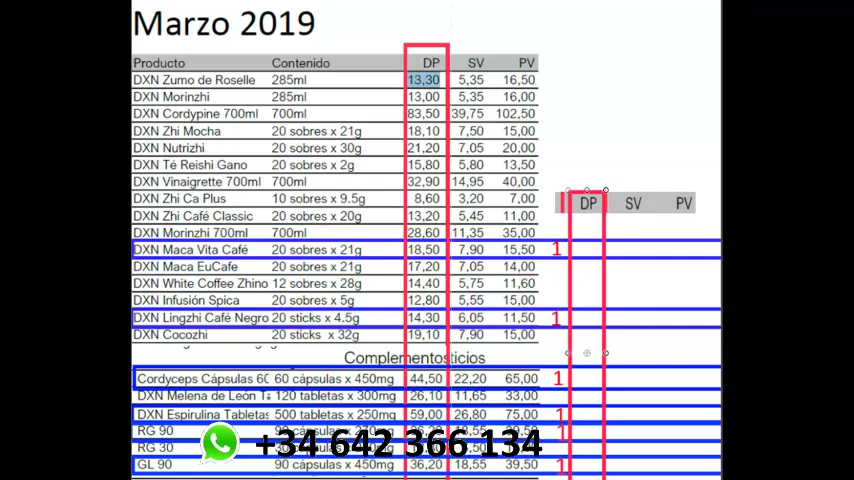 Marzo 2019
Producto Contenido DP SV PV
DXN Zumo de Roselle 285ml 13,30 5,35 16,50
DXN Morinzhi 285ml 13,00 5,35 16,00
DXN Cordypine 700ml 700ml 83,50 39,75 102,50
DXN Zhi Mocha 20 sobres x 21g 18,10 7,50 15,00
DXN Nutrizhi 20 sobres x 30g 21,20 7,05 20,00
DXN Té Reishi Gano 20 sobres x 2g 15,80 5,80 13,50
DXN Vinaigrette 700ml 700ml 32,90 14,95 40,00
DXN Zhi Ca Plus 10 sobres x 9.5g 8,60 3,20 7,00
DP SV PV
DXN Zhi Café Classic 20 sobres x 20g 13,20 5,45 11,00
DXN Morinzhi 700ml 700ml 28,60 11,35 35,00
DXN Maca Vita Café 20 sobres x 21g 18,50 7,90 15,50 1
DXN Maca EuCafe 20 sobres x 21g 17,20 7,05 14,00
DXN White Coffee Zhino 12 sobres x 28g 14,40 5,75 11,60
DXN Infusión Spica 20 sobres x 5g 12,80 5,55 15,00
DXN Lingzhi Café Negro 20 sticks x 4.5g 14,30 6,05 11,50 1
DXN Cocozhi 20 sticks x 32g 19,10 7,90 15,00
Complementosticios
Cordyceps Cápsulas 60 60 cápsulas x 450mg 44,50 22,20 65,00 1
DXN Melena de León Ta 120 tabletas x 300mg 26,10 11,65 33,00
DXN Espirulina Tabletas 500 tabletas x 250mg 59,00 26,80 75,00 1
RG 90 1
+34 642 366 134
RG 30
GL 90 90 cápsulas x 450mg 36,20 18,55 39,50 1